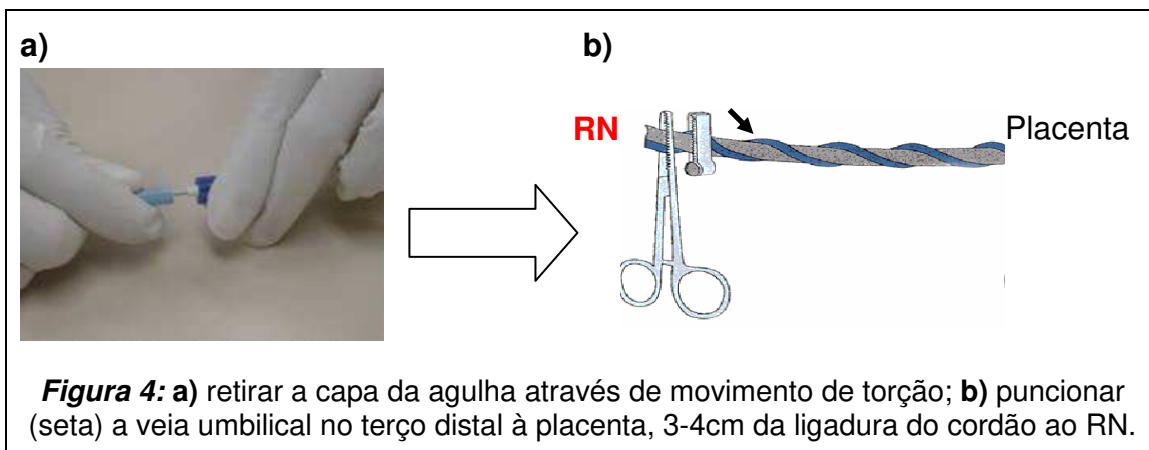 a)
b)
RN
Placenta
Figura 4: a) retirar a capa da agulha através de movimento de torção; b) puncionar
(seta) a veia umbilical no terço distal à placenta, 3-4cm da ligadura do cordão ao RN.